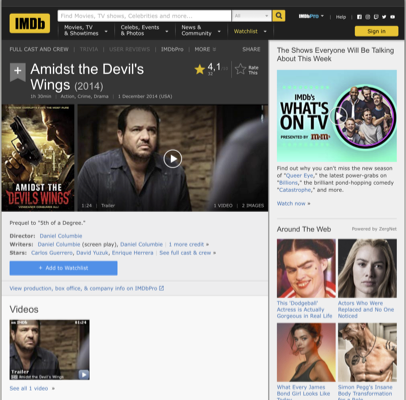 IMDb
Find Movies, TV shows, Celebrities and more...
All
IMDbPro
Help
Movies, TV
& Showtimes
Celebs, Events
& Photos
News &
Community
Watchlist
Sign in
FULL CAST AND CREW | TRIVIA | USER REVIEWS | IMDbPro | MORE
SHARE
Amidst the Devil's
Wings (2014)
4,1
Rate
This
1h 30min | Action, Crime, Drama | 1 December 2014 (USA)
AMIDST THE
DEVILS WINGS
1:24 | Trailer
1 VIDEO | 2 IMAGES
Prequel to "5th of a Degree."
Director: Daniel Columbie
Writers: Daniel Columbie (screen play), Daniel Columbie | 1 more credit »
Stars: Carlos Guerrero, David Yuzuk, Enrique Herrera | See full cast & crew »
+ Add to Watchlist
View production, box office, & company info on IMDbPro
Videos
Trailer
See all 1 video »
The Shows Everyone Will Be Talking
About This Week
IMDb's
WHAT'S
ON TV
PRESENTED BY m&m's
Find out why you can't miss the new season
of "Queer Eye," the latest power-grabs on
"Billions," the brilliant pond-hopping comedy
"Catastrophe," and more.
Watch now »
Around The Web
Powered by ZergNet
This 'Dodgeball'
Actress is Actually
Gorgeous in Real Life
Actors Who Were
Replaced and No One
Noticed
What Every James
Bond Girl Looks Like
Simon Pegg's Insane
Body Transformation